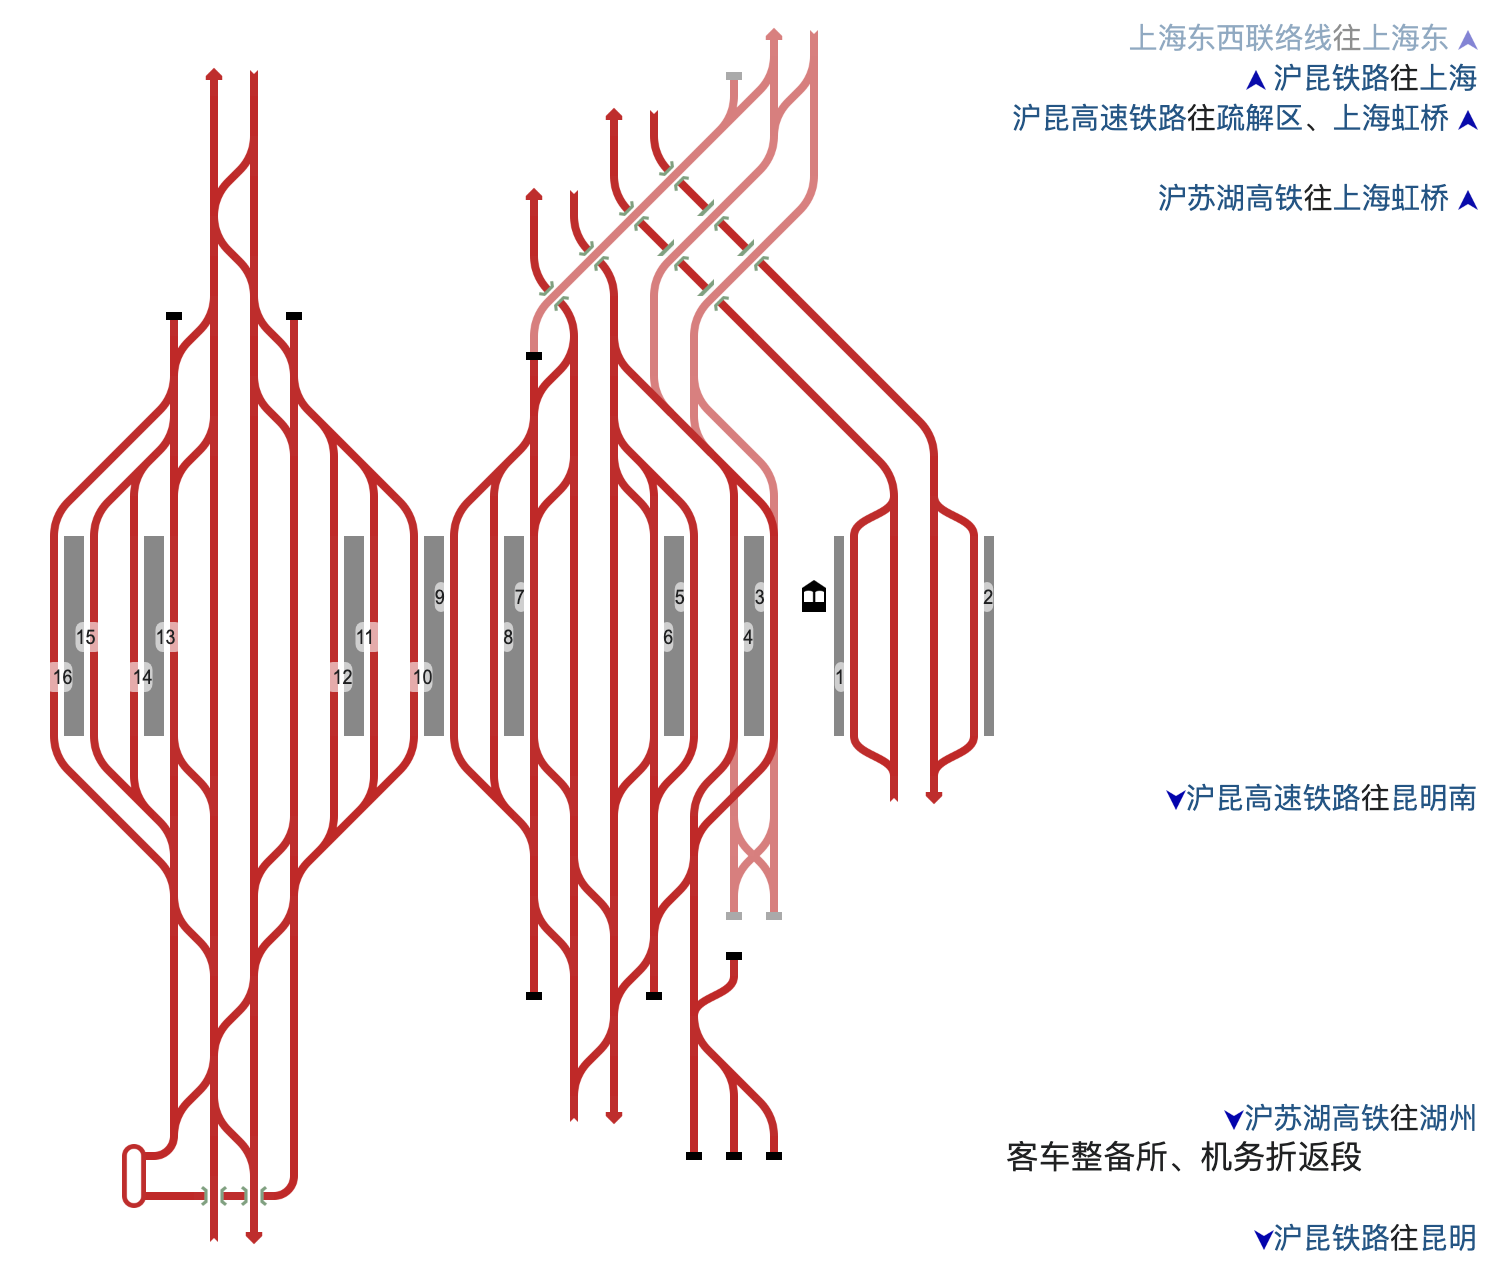 上海东西联络线往上海东
沪昆铁路往上海
沪昆高速铁路往疏解区、上海虹桥
沪苏湖高铁往上海虹桥
9 7 5 3 2
15 13 11 8 6 4
16 14 12 10 1
沪昆高速铁路往昆明南
沪苏湖高铁往湖州
客车整备所、机务折返段
沪昆铁路往昆明